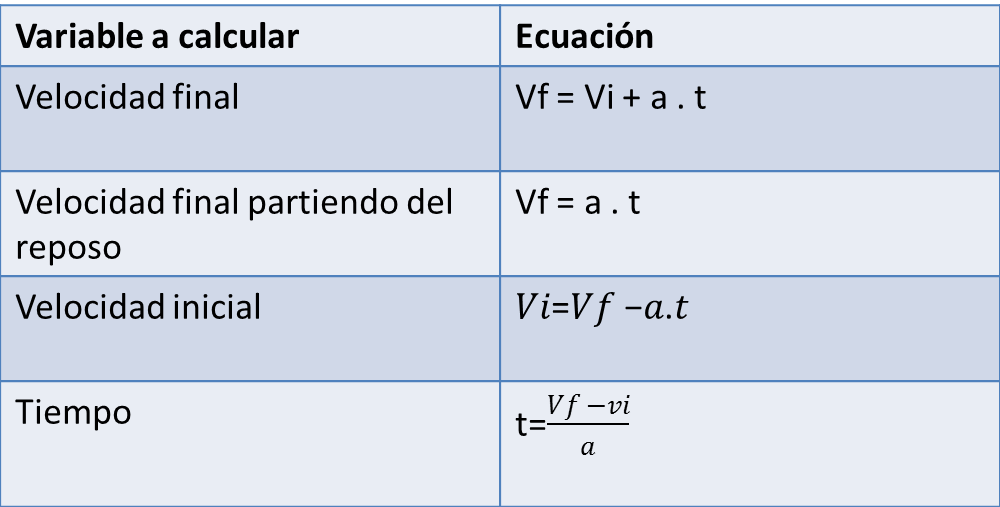 Variable a calcular
Ecuación
Velocidad final
Vf = Vi + a . t
Velocidad final partiendo del
reposo
Vf = a . t
Velocidad inicial
Vi=Vf −a.t
Tiempo
t=\frac{Vf −vi}{a}